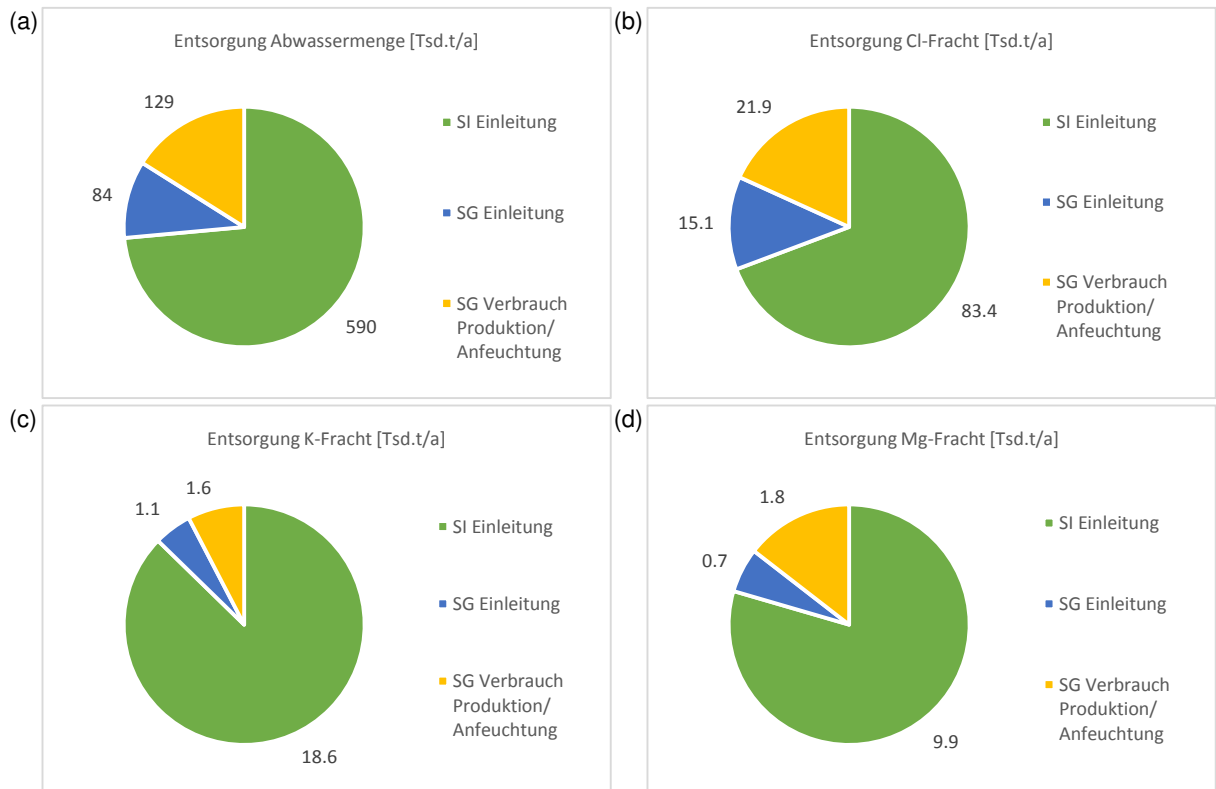 (a)
Entsorgung Abwassermenge [Tsd.t/a]
129
84
590
SI Einleitung
SG Einleitung
SG Verbrauch
Produktion/
Anfeuchtung
(b)
Entsorgung Cl-Fracht [Tsd.t/a]
21.9
15.1
83.4
SI Einleitung
SG Einleitung
SG Verbrauch
Produktion/
Anfeuchtung
(c)
Entsorgung K-Fracht [Tsd.t/a]
1.6
1.1
18.6
SI Einleitung
SG Einleitung
SG Verbrauch
Produktion/
Anfeuchtung
(d)
Entsorgung Mg-Fracht [Tsd.t/a]
1.8
0.7
9.9
SI Einleitung
SG Einleitung
SG Verbrauch
Produktion/
Anfeuchtung